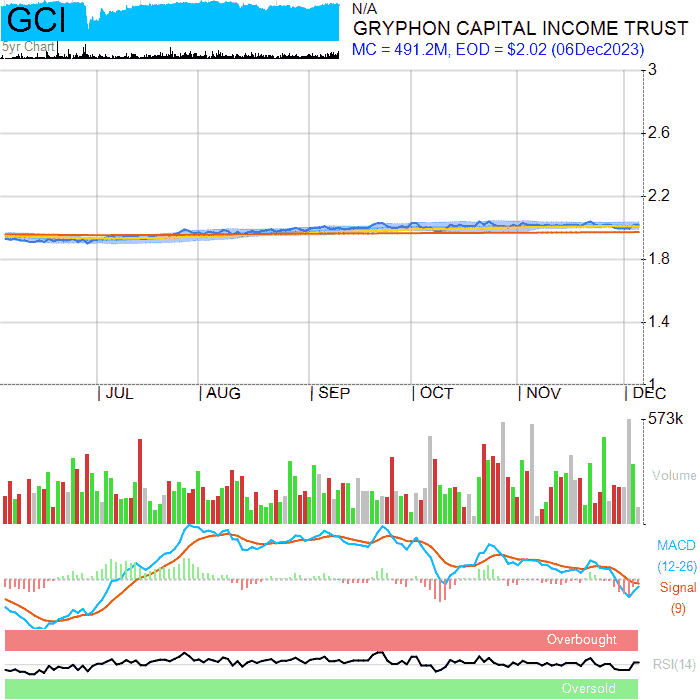 GCI
N/A
GRYPHON CAPITAL INCOME TRUST
5yr Chart
MC = 491.2M, EOD = $2.02 (06Dec2023)
3
2.6
2.2
1.8
1.4
1
JUL AUG SEP OCT NOV DEC
573k
Volume
MACD
(12-26)
Signal
(9)
Overbought
RSI(14)
Oversold